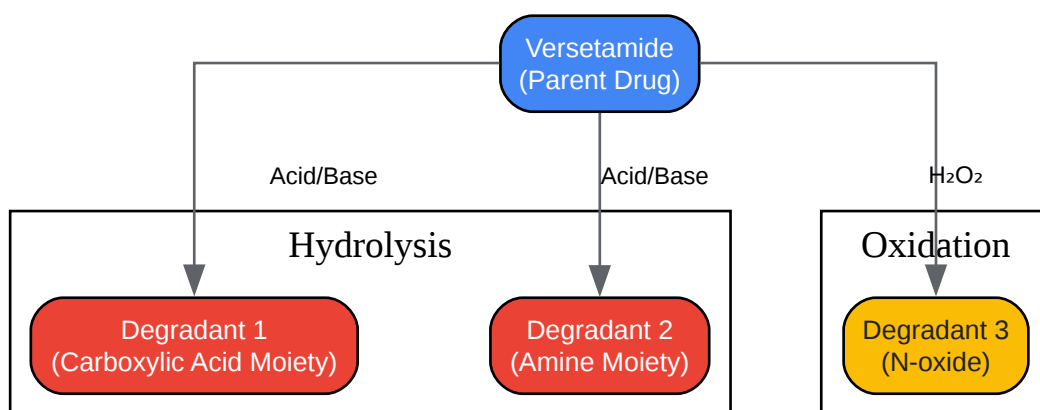 Versetamide
(Parent Drug)
Acid/Base
Acid/Base
H₂O₂
Hydrolysis
Oxidation
Degradant 1
(Carboxylic Acid Moiety)
Degradant 2
(Amine Moiety)
Degradant 3
(N-oxide)